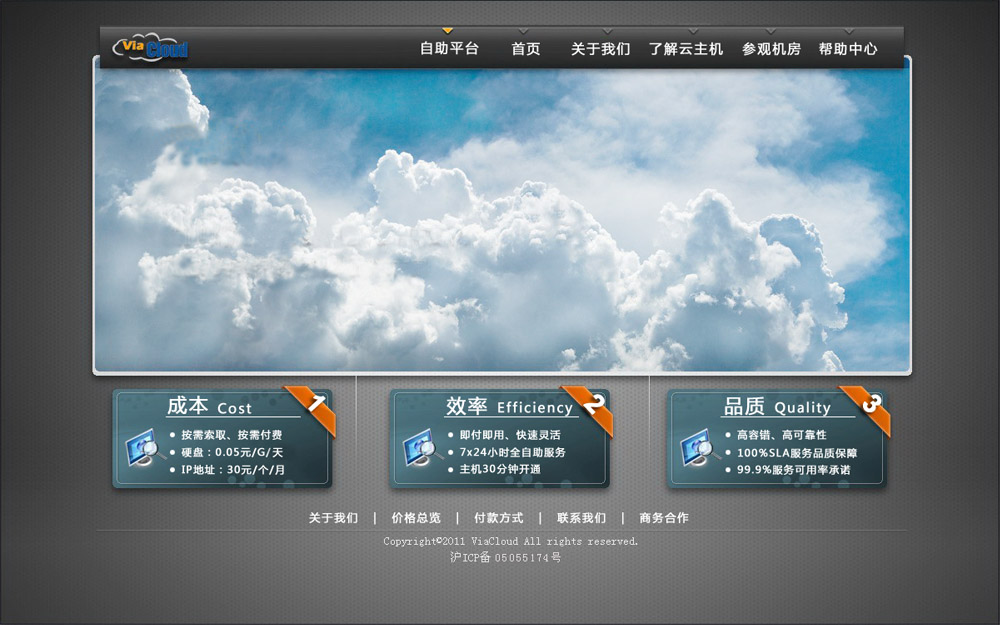 ViaCloud
自助平台 首页 关于我们 了解云主机 参观机房 帮助中心
成本 Cost
1
按需索取、按需付费
硬盘：0.05元/G/天
IP地址：30元/个/月
效率 Efficiency
2
即付即用、快速灵活
7x24小时全自助服务
主机30分钟开通
品质 Quality
3
高容错、高可靠性
100%SLA服务品质保障
99.9%服务可用率承诺
关于我们 | 价格总览 | 付款方式 | 联系我们 | 商务合作
Copyright©2011 ViaCloud All rights reserved.
沪ICP备 05055174号